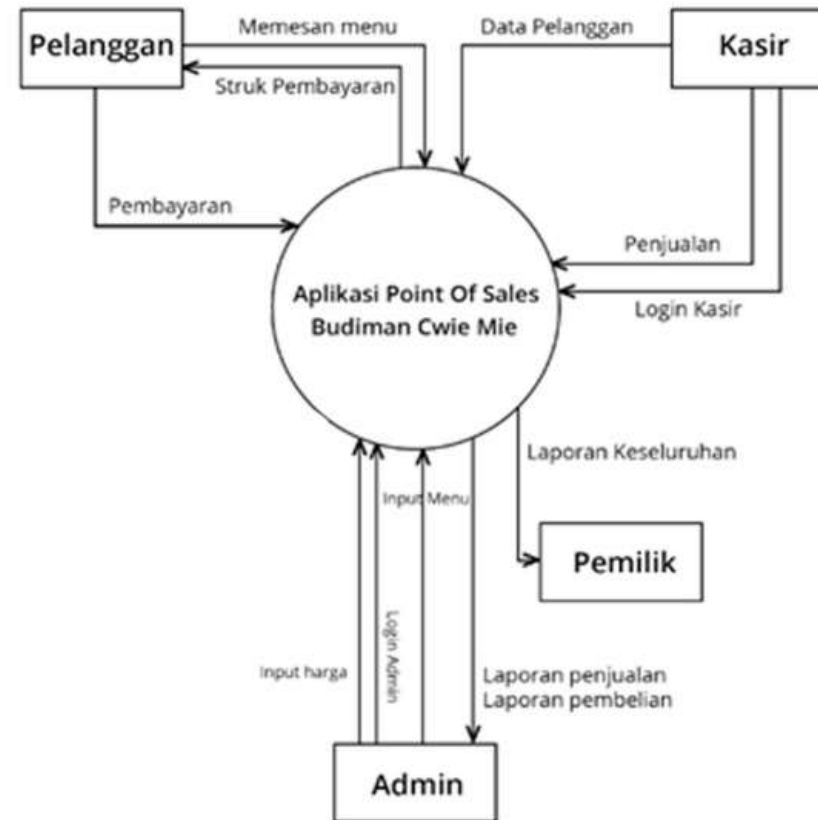 Pelanggan
Memesan menu
Data Pelanggan
Kasir
Struk Pembayaran
Pembayaran
Penjualan
Aplikasi Point Of Sales
Budiman Cwie Mie
Login Kasir
Laporan Keseluruhan
Input Menu
Pemilik
Login Admin
Input harga
Laporan penjualan
Laporan pembelian
Admin